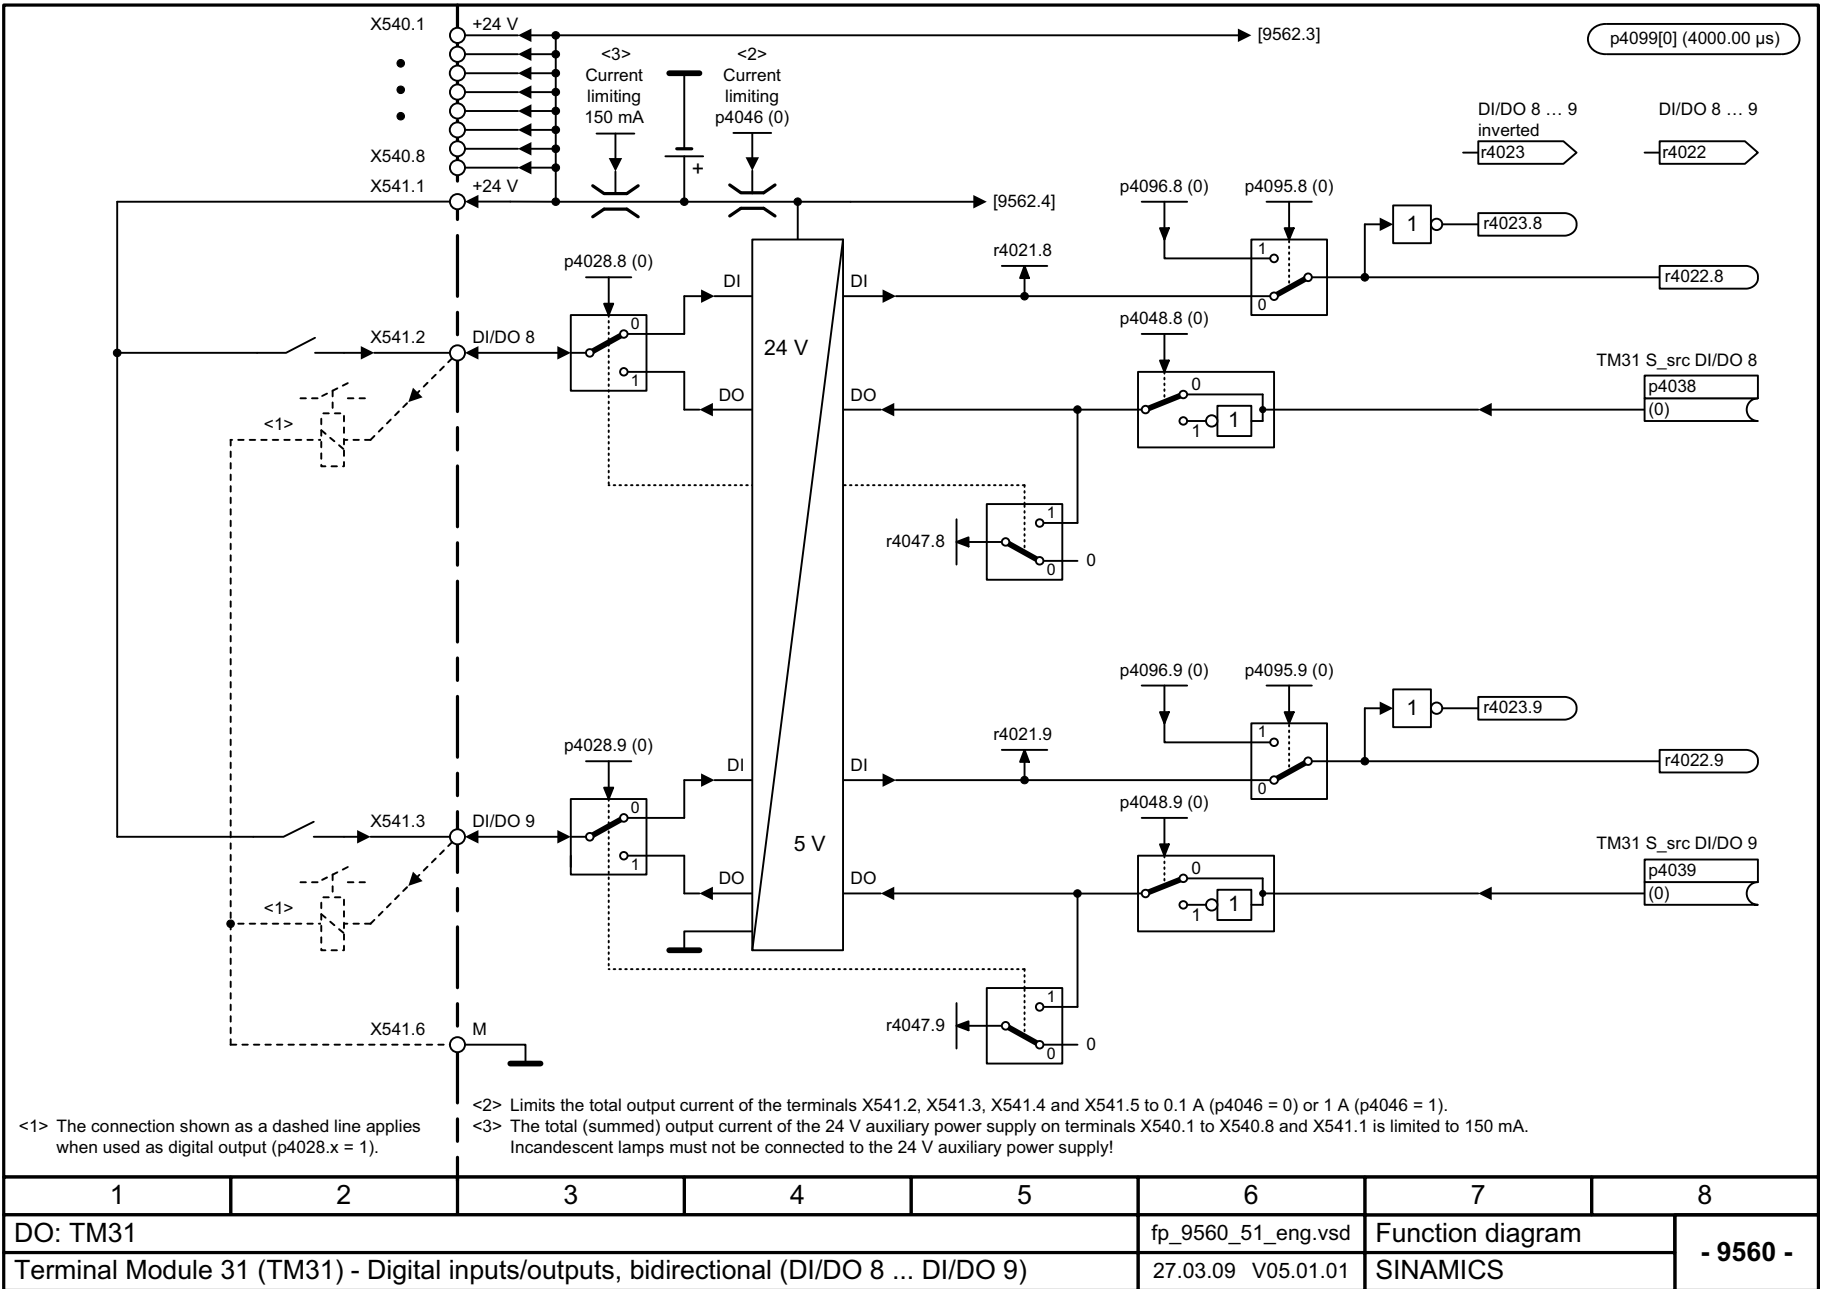 X540.1
+24 V
[9562.3]
p4099[0] (4000.00 µs)
<3>
Current
limiting
150 mA
<2>
Current
limiting
p4046 (0)
DI/DO 8 … 9
inverted
r4023
DI/DO 8 … 9
r4022
X540.8
X541.1
+24 V
+
[9562.4]
p4096.8 (0)
p4095.8 (0)
1
0
1
r4023.8
r4022.8
p4028.8 (0)
0
1
DI
DI
r4021.8
24 V
X541.2
DI/DO 8
DO
DO
p4048.8 (0)
0
1
1
TM31 S_src DI/DO 8
p4038
(0)
<1>
r4047.8
1
0
0
p4096.9 (0)
p4095.9 (0)
1
0
1
r4023.9
r4022.9
p4028.9 (0)
0
1
DI
DI
r4021.9
5 V
X541.3
DI/DO 9
DO
DO
p4048.9 (0)
0
1
1
TM31 S_src DI/DO 9
p4039
(0)
<1>
r4047.9
1
0
0
X541.6
M
<1> The connection shown as a dashed line applies
when used as digital output (p4028.x = 1).
<2> Limits the total output current of the terminals X541.2, X541.3, X541.4 and X541.5 to 0.1 A (p4046 = 0) or 1 A (p4046 = 1).
<3> The total (summed) output current of the 24 V auxiliary power supply on terminals X540.1 to X540.8 and X541.1 is limited to 150 mA.
Incandescent lamps must not be connected to the 24 V auxiliary power supply!
1 2 3 4 5 6 7 8
DO: TM31
fp_9560_51_eng.vsd
Function diagram
- 9560 -
Terminal Module 31 (TM31) - Digital inputs/outputs, bidirectional (DI/DO 8 ... DI/DO 9)
27.03.09 V05.01.01
SINAMICS